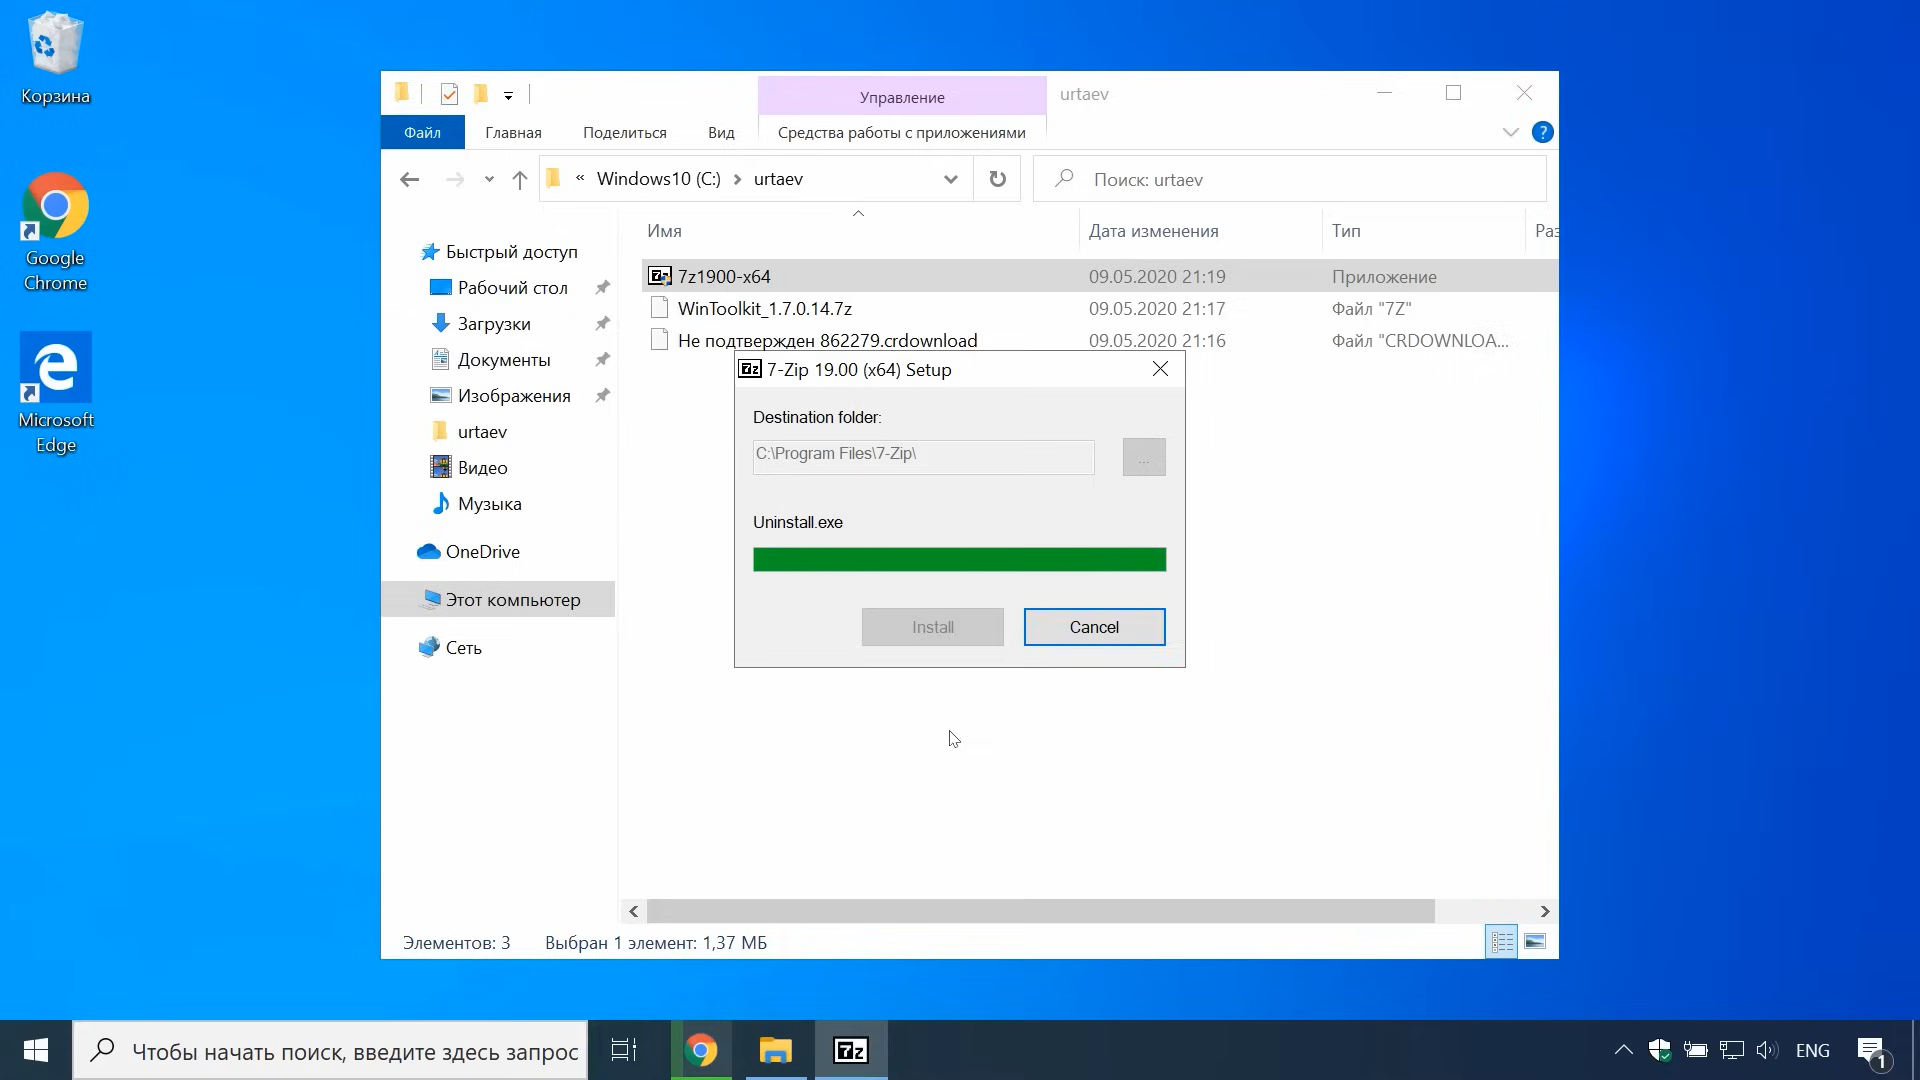 Корзина
Google
Chrome
Microsoft
Edge
Управление
urtaev
Файл
Главная
Поделиться
Вид
Средства работы с приложениями
?
« Windows10 (C:) › urtaev
Поиск: urtaev
Имя
Дата изменения
Тип
Раз
7z1900-x64
09.05.2020 21:19
Приложение
WinToolkit_1.7.0.14.7z
09.05.2020 21:17
Файл "7Z"
Не подтвержден 862279.crdownload
09.05.2020 21:16
Файл "CRDOWNLOA...
Быстрый доступ
Рабочий стол
Загрузки
Документы
Изображения
urtaev
Видео
Музыка
OneDrive
Этот компьютер
Сеть
7z 7-Zip 19.00 (x64) Setup
Destination folder:
C:\Program Files\7-Zip\
...
Uninstall.exe
Install
Cancel
Элементов: 3
Выбран 1 элемент: 1,37 МБ
Чтобы начать поиск, введите здесь запрос
7z
ENG
1